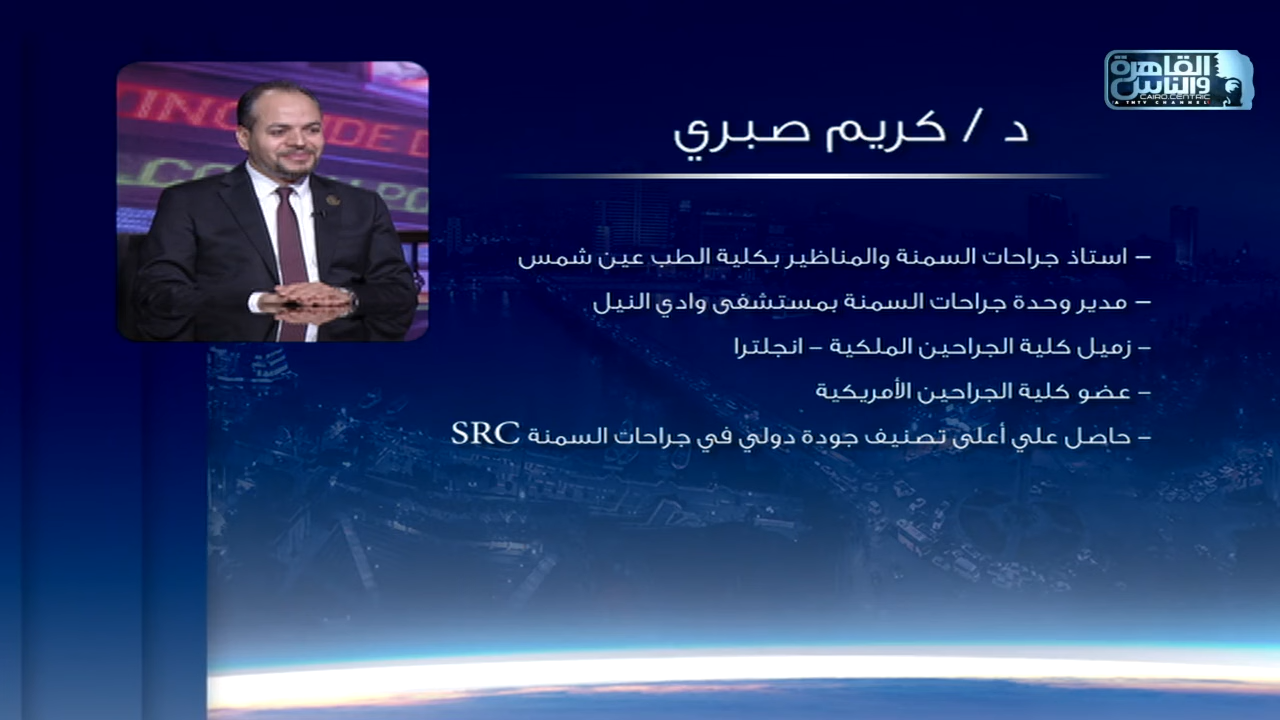 القاهرة
والناس
CAIRO.CENTRIC
A TNTV CHANNEL
د / كريم صبري
– استاذ جراحات السمنة والمناظير بكلية الطب عين شمس
– مدير وحدة جراحات السمنة بمستشفى وادي النيل
– زميل كلية الجراحين الملكية – انجلترا
– عضو كلية الجراحين الأمريكية
– حاصل علي أعلى تصنيف جودة دولي في جراحات السمنة SRC